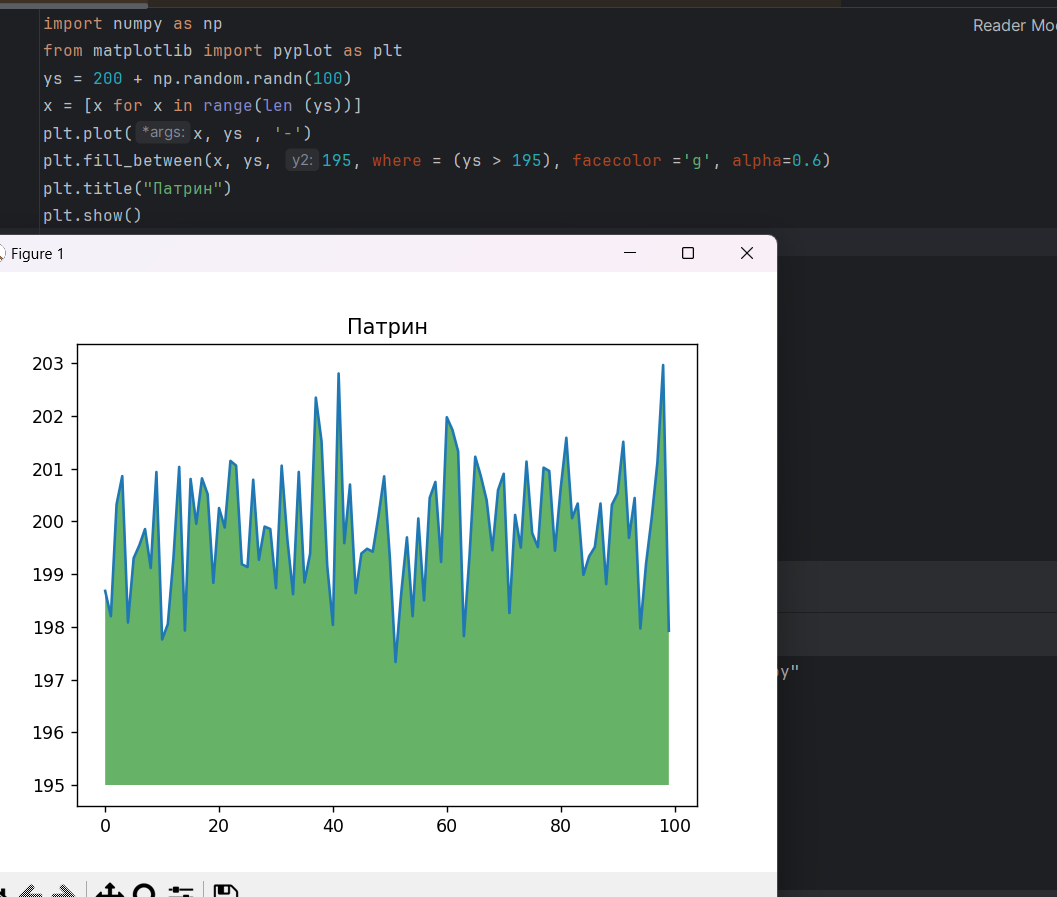 import numpy as np
Reader Mo
from matplotlib import pyplot as plt
ys = 200 + np.random.randn(100)
x = [x for x in range(len (ys))]
plt.plot( *args: x, ys , '-')
plt.fill_between(x, ys, y2: 195, where = (ys > 195), facecolor ='g', alpha=0.6)
plt.title("Патрин")
plt.show()
Figure 1
Патрин
203
202
201
200
199
198
197
196
195
0 20 40 60 80 100
y"